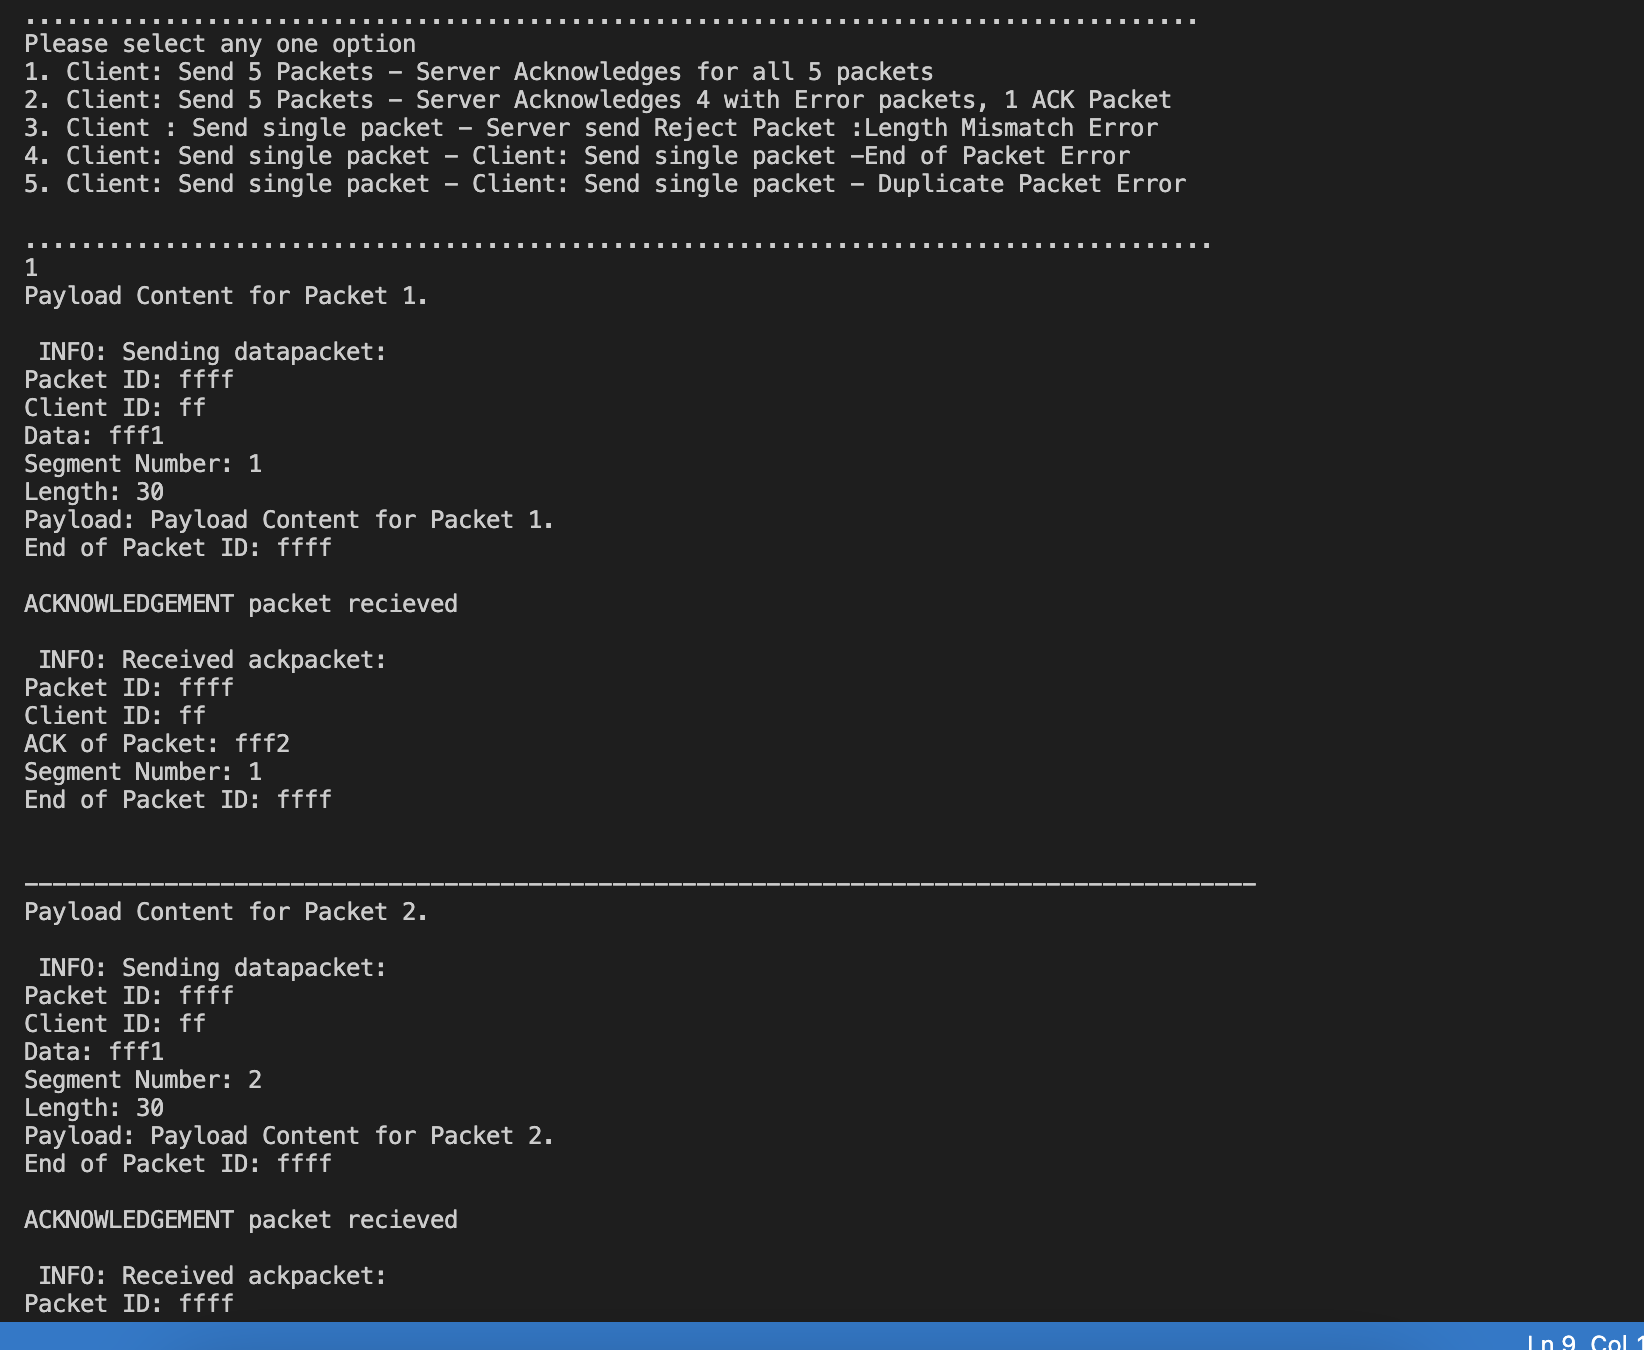 ....................................................................................
Please select any one option
1. Client: Send 5 Packets - Server Acknowledges for all 5 packets
2. Client: Send 5 Packets - Server Acknowledges 4 with Error packets, 1 ACK Packet
3. Client : Send single packet - Server send Reject Packet :Length Mismatch Error
4. Client: Send single packet - Client: Send single packet -End of Packet Error
5. Client: Send single packet - Client: Send single packet - Duplicate Packet Error
.....................................................................................
1
Payload Content for Packet 1.
INFO: Sending datapacket:
Packet ID: ffff
Client ID: ff
Data: fff1
Segment Number: 1
Length: 30
Payload: Payload Content for Packet 1.
End of Packet ID: ffff
ACKNOWLEDGEMENT packet recieved
INFO: Received ackpacket:
Packet ID: ffff
Client ID: ff
ACK of Packet: fff2
Segment Number: 1
End of Packet ID: ffff
----------------------------------------------------------------------------------------
Payload Content for Packet 2.
INFO: Sending datapacket:
Packet ID: ffff
Client ID: ff
Data: fff1
Segment Number: 2
Length: 30
Payload: Payload Content for Packet 2.
End of Packet ID: ffff
ACKNOWLEDGEMENT packet recieved
INFO: Received ackpacket:
Packet ID: ffff
Ln 9, Col 1